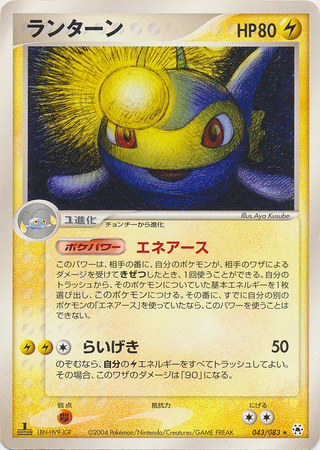 ランターン HP80
Illus. Aya Kusube
1進化 チョンチーから進化
ポケパワー エネアース
このパワーは、相手の番に、自分のポケモンが、相手のワザによる
ダメージを受けてきぜつしたとき、1回使うことができる。自分の
トラッシュから、そのポケモンについていた基本エネルギーを1枚
選び出し、このポケモンにつける。その番に、すでに自分の別の
ポケモンの「エネアース」を使っていたなら、このパワーを使うことは
できない。
らいげき 50
のぞむなら、自分のエネルギーをすべてトラッシュしてよい。
その場合、このワザのダメージは「90」になる。
弱点 抵抗力 にげる
1 EDITION LBN-HV9-JGF ©2004 Pokémon/Nintendo/Creatures/GAME FREAK 043/083